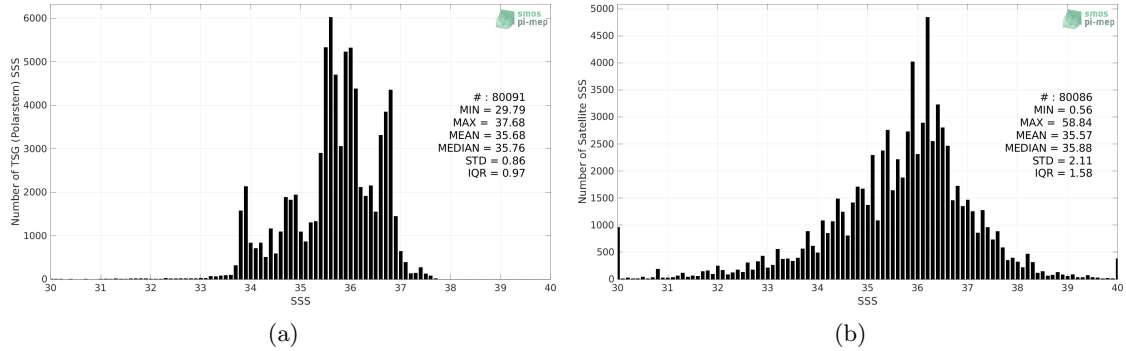 6000
5000
4000
3000
2000
1000
0
Number of TSG (Polarstern) SSS
smos
pi-mep
# : 80091
MIN = 29.79
MAX = 37.68
MEAN = 35.68
MEDIAN = 35.76
STD = 0.86
IQR = 0.97
30 31 32 33 34 35 36 37 38 39 40
SSS
(a)
5000
4500
4000
3500
3000
2500
2000
1500
1000
500
0
Number of Satellite SSS
smos
pi-mep
# : 80086
MIN = 0.56
MAX = 58.84
MEAN = 35.57
MEDIAN = 35.88
STD = 2.11
IQR = 1.58
30 31 32 33 34 35 36 37 38 39 40
SSS
(b)